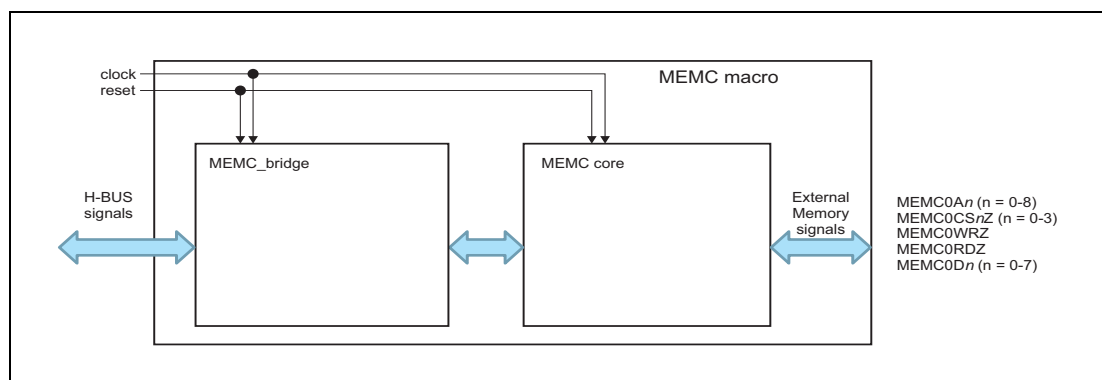 clock
reset
MEMC macro
MEMC_bridge
MEMC core
H-BUS
signals
External
Memory
signals
MEMC0An (n = 0-8)
MEMC0CSnZ (n = 0-3)
MEMC0WRZ
MEMC0RDZ
MEMC0Dn (n = 0-7)